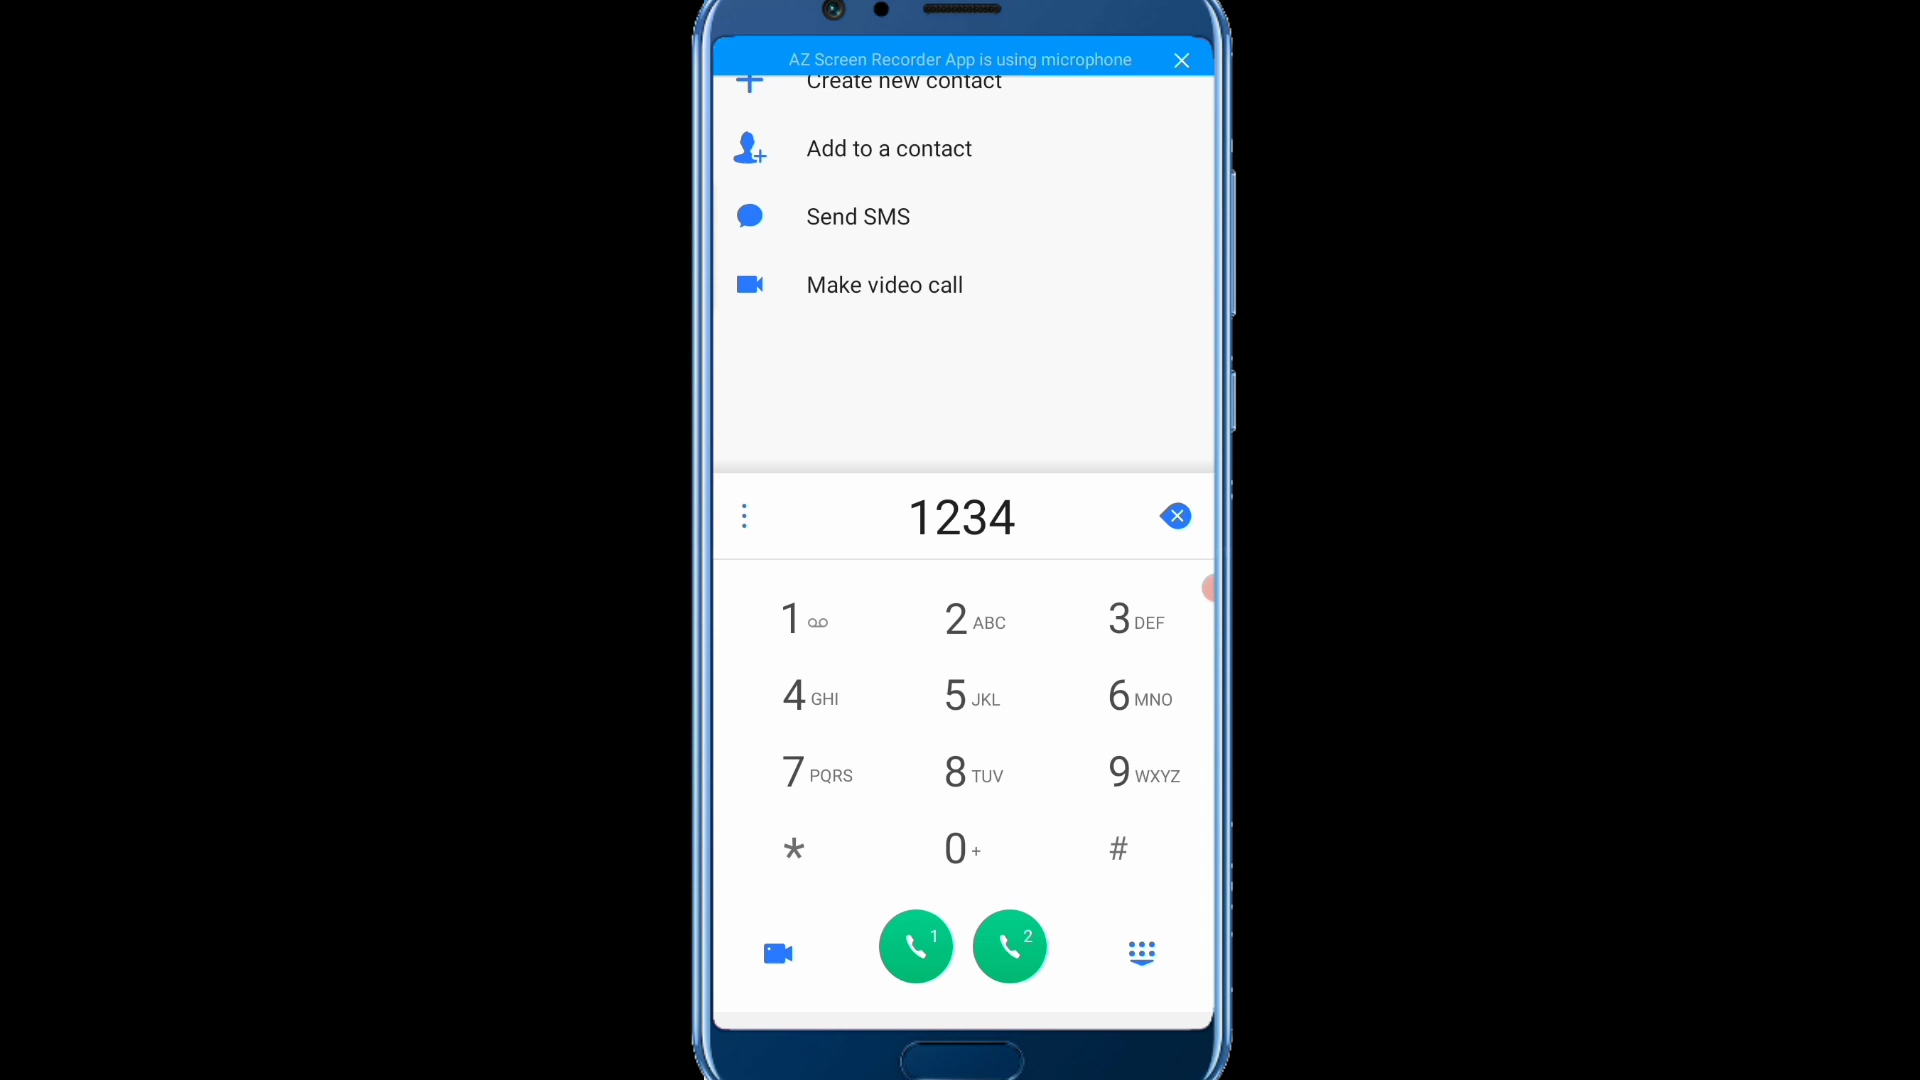 AZ Screen Recorder App is using microphone
Create new contact
Add to a contact
Send SMS
Make video call
1234
1 2 ABC 3 DEF
4 GHI 5 JKL 6 MNO
7 PQRS 8 TUV 9 WXYZ
* 0 + #
1 2